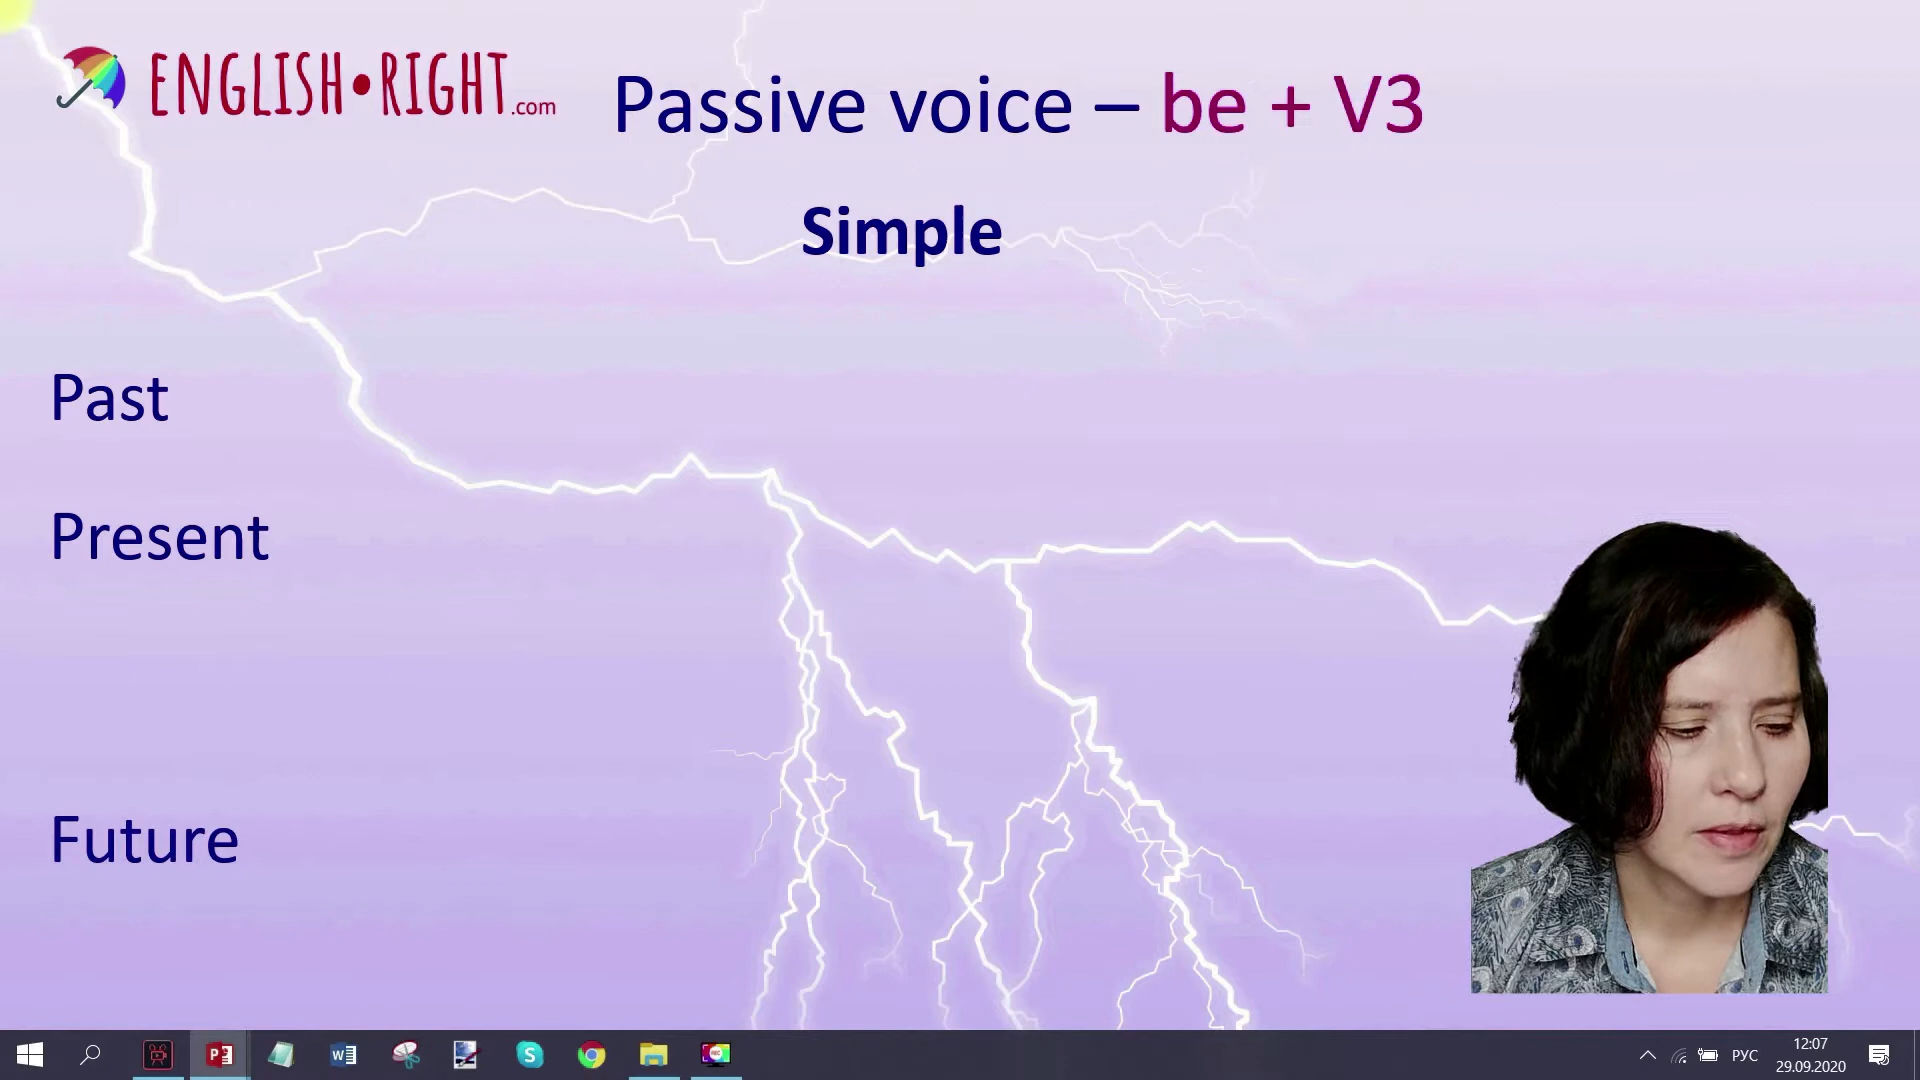 ENGLISH•RIGHT.com
Passive voice – be + V3
Simple
Past
Present
Future
РУС
12:07
29.09.2020